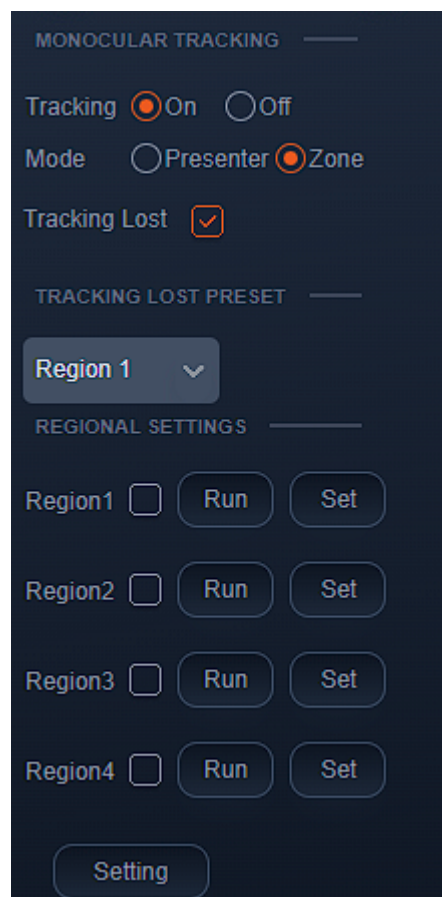 MONOCULAR TRACKING
Tracking On Off
Mode Presenter Zone
Tracking Lost
TRACKING LOST PRESET
Region 1
REGIONAL SETTINGS
Region1 Run Set
Region2 Run Set
Region3 Run Set
Region4 Run Set
Setting